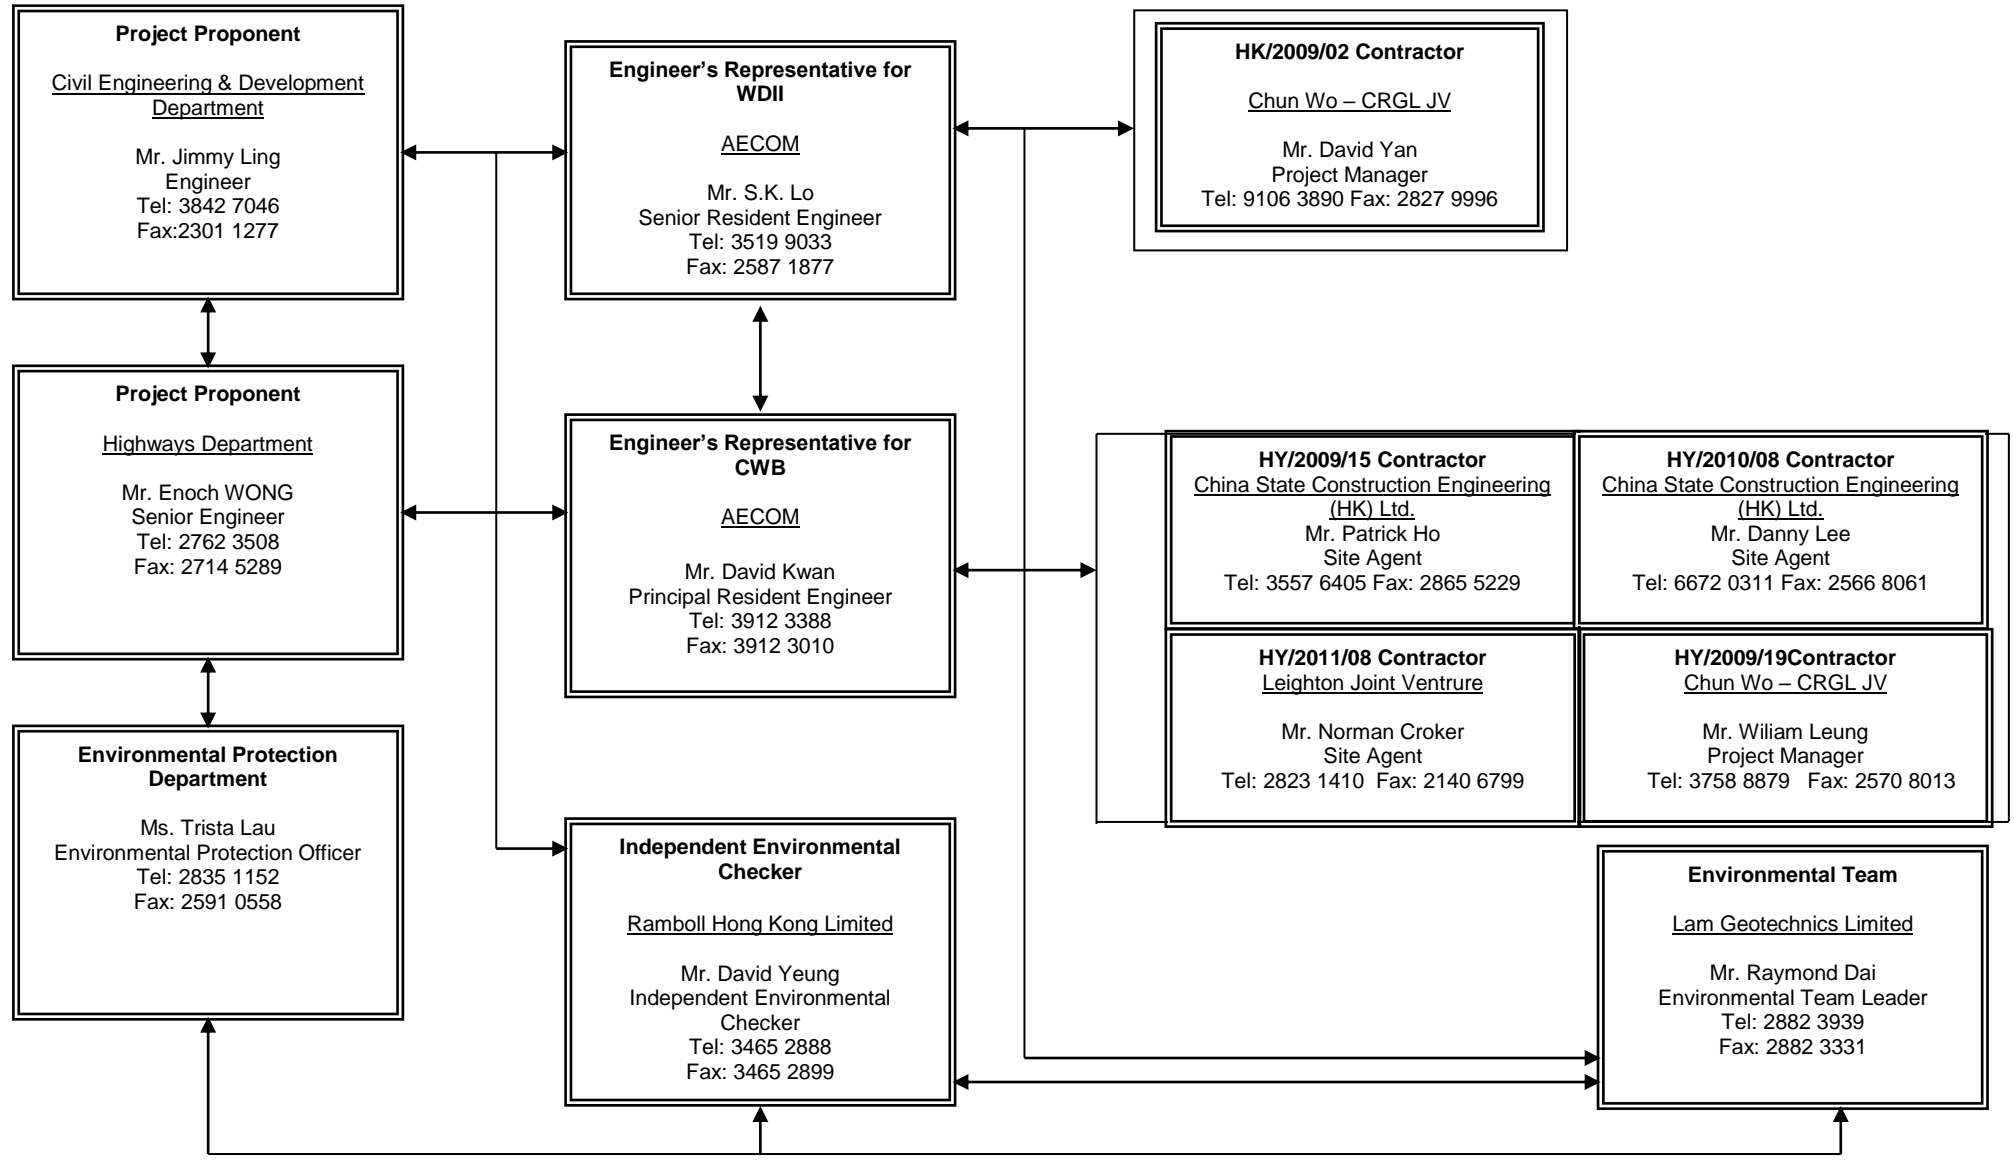 Project Proponent
Civil Engineering & Development
Department
Mr. Jimmy Ling
Engineer
Tel: 3842 7046
Fax:2301 1277
Engineer's Representative for
WDII
AECOM
Mr. S.K. Lo
Senior Resident Engineer
Tel: 3519 9033
Fax: 2587 1877
HK/2009/02 Contractor
Chun Wo – CRGL JV
Mr. David Yan
Project Manager
Tel: 9106 3890 Fax: 2827 9996
Project Proponent
Highways Department
Mr. Enoch WONG
Senior Engineer
Tel: 2762 3508
Fax: 2714 5289
Engineer's Representative for
CWB
AECOM
Mr. David Kwan
Principal Resident Engineer
Tel: 3912 3388
Fax: 3912 3010
HY/2009/15 Contractor
China State Construction Engineering
(HK) Ltd.
Mr. Patrick Ho
Site Agent
Tel: 3557 6405 Fax: 2865 5229
HY/2010/08 Contractor
China State Construction Engineering
(HK) Ltd.
Mr. Danny Lee
Site Agent
Tel: 6672 0311 Fax: 2566 8061
HY/2011/08 Contractor
Leighton Joint Ventrure
Mr. Norman Croker
Site Agent
Tel: 2823 1410  Fax: 2140 6799
HY/2009/19Contractor
Chun Wo – CRGL JV
Mr. Wiliam Leung
Project Manager
Tel: 3758 8879   Fax: 2570 8013
Environmental Protection
Department
Ms. Trista Lau
Environmental Protection Officer
Tel: 2835 1152
Fax: 2591 0558
Independent Environmental
Checker
Ramboll Hong Kong Limited
Mr. David Yeung
Independent Environmental
Checker
Tel: 3465 2888
Fax: 3465 2899
Environmental Team
Lam Geotechnics Limited
Mr. Raymond Dai
Environmental Team Leader
Tel: 2882 3939
Fax: 2882 3331